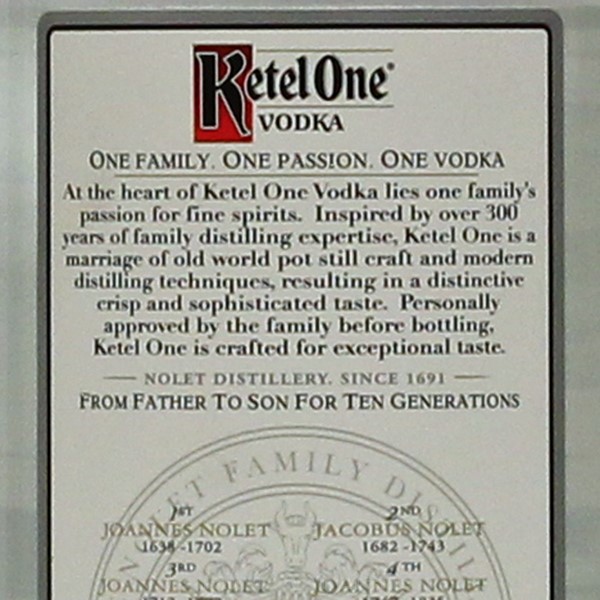 Ketel One®
VODKA
ONE FAMILY. ONE PASSION. ONE VODKA
At the heart of Ketel One Vodka lies one family's
passion for fine spirits. Inspired by over 300
years of family distilling expertise, Ketel One is a
marriage of old world pot still craft and modern
distilling techniques, resulting in a distinctive
crisp and sophisticated taste. Personally
approved by the family before bottling,
Ketel One is crafted for exceptional taste.
NOLET DISTILLERY. SINCE 1691
FROM FATHER TO SON FOR TEN GENERATIONS
FAMILY
1ST 2ND
JOANNES NOLET JACOBUS NOLET
1638-1702 1682-1743
3RD 4TH
JOANNES NOLET JOANNES NOLET